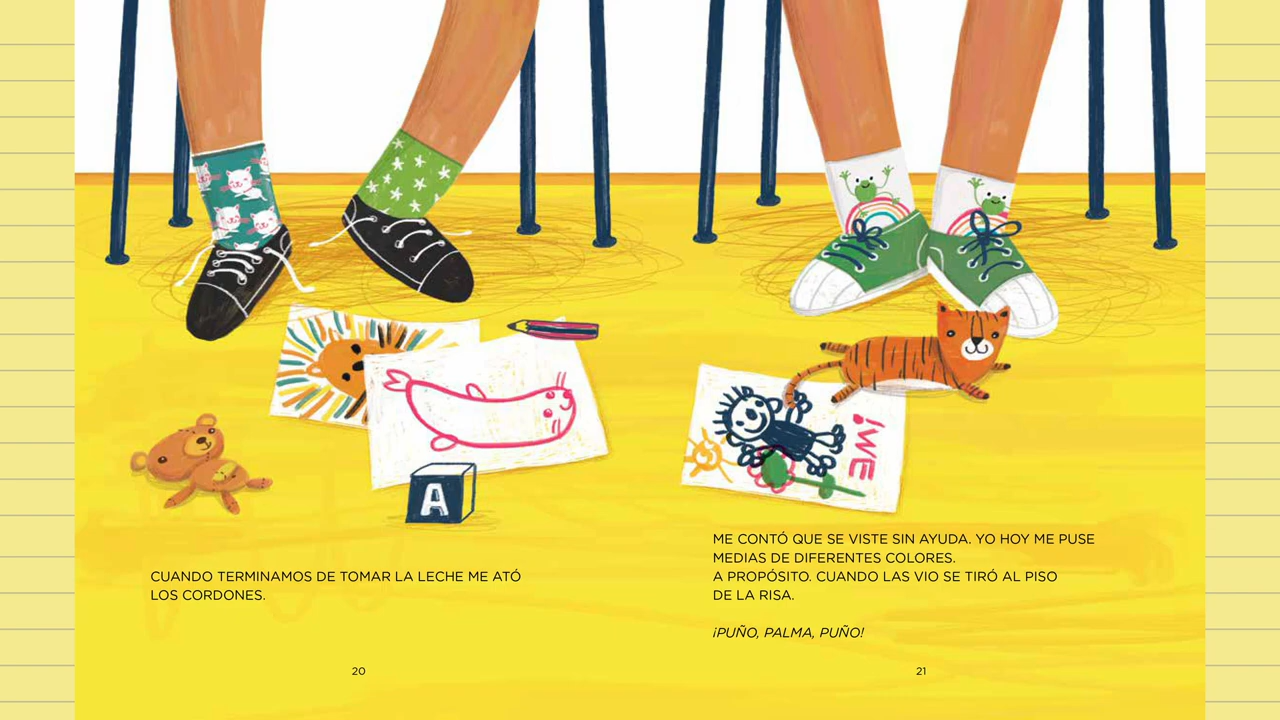 A
¡WE
CUANDO TERMINAMOS DE TOMAR LA LECHE ME ATÓ
LOS CORDONES.
20
ME CONTÓ QUE SE VISTE SIN AYUDA. YO HOY ME PUSE
MEDIAS DE DIFERENTES COLORES.
A PROPÓSITO. CUANDO LAS VIO SE TIRÓ AL PISO
DE LA RISA.
¡PUÑO, PALMA, PUÑO!
21